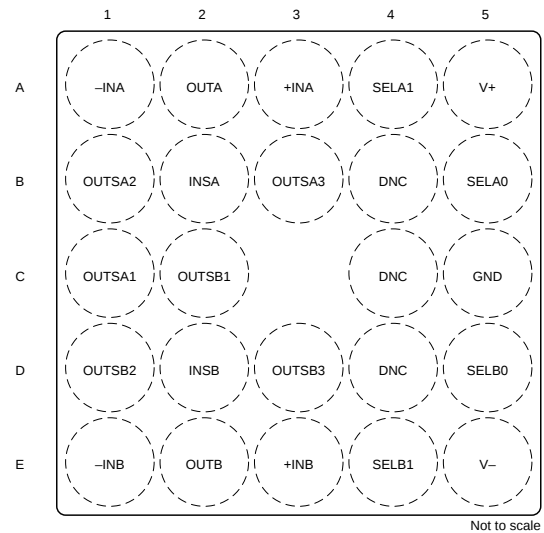 1 2 3 4 5
A –INA OUTA +INA SELA1 V+
B OUTSA2 INSA OUTSA3 DNC SELA0
C OUTSA1 OUTSB1 DNC GND
D OUTSB2 INSB OUTSB3 DNC SELB0
E –INB OUTB +INB SELB1 V–
Not to scale